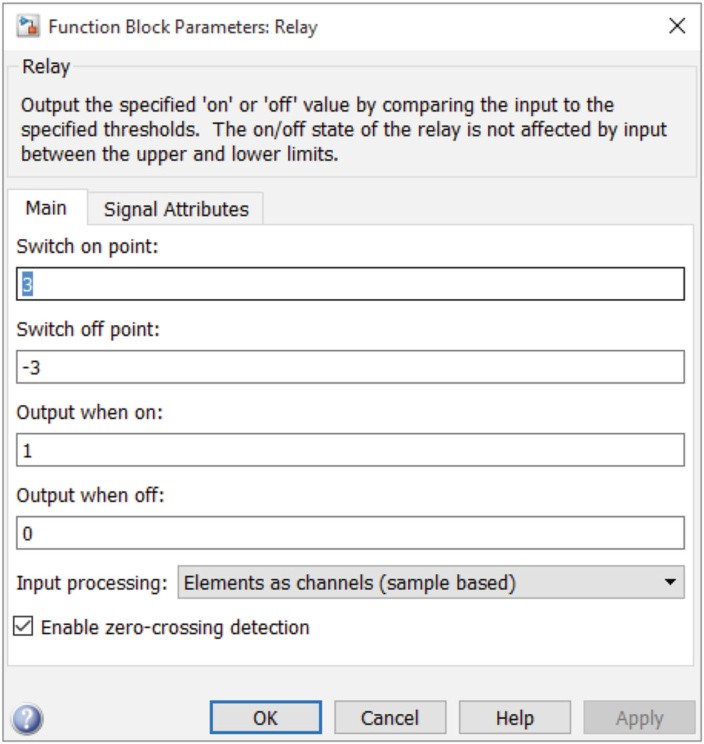 Function Block Parameters: Relay
Relay
Output the specified 'on' or 'off' value by comparing the input to the
specified thresholds.  The on/off state of the relay is not affected by input
between the upper and lower limits.
Main
Signal Attributes
Switch on point:
3
Switch off point:
-3
Output when on:
1
Output when off:
0
Input processing: Elements as channels (sample based)
Enable zero-crossing detection
?
OK
Cancel
Help
Apply